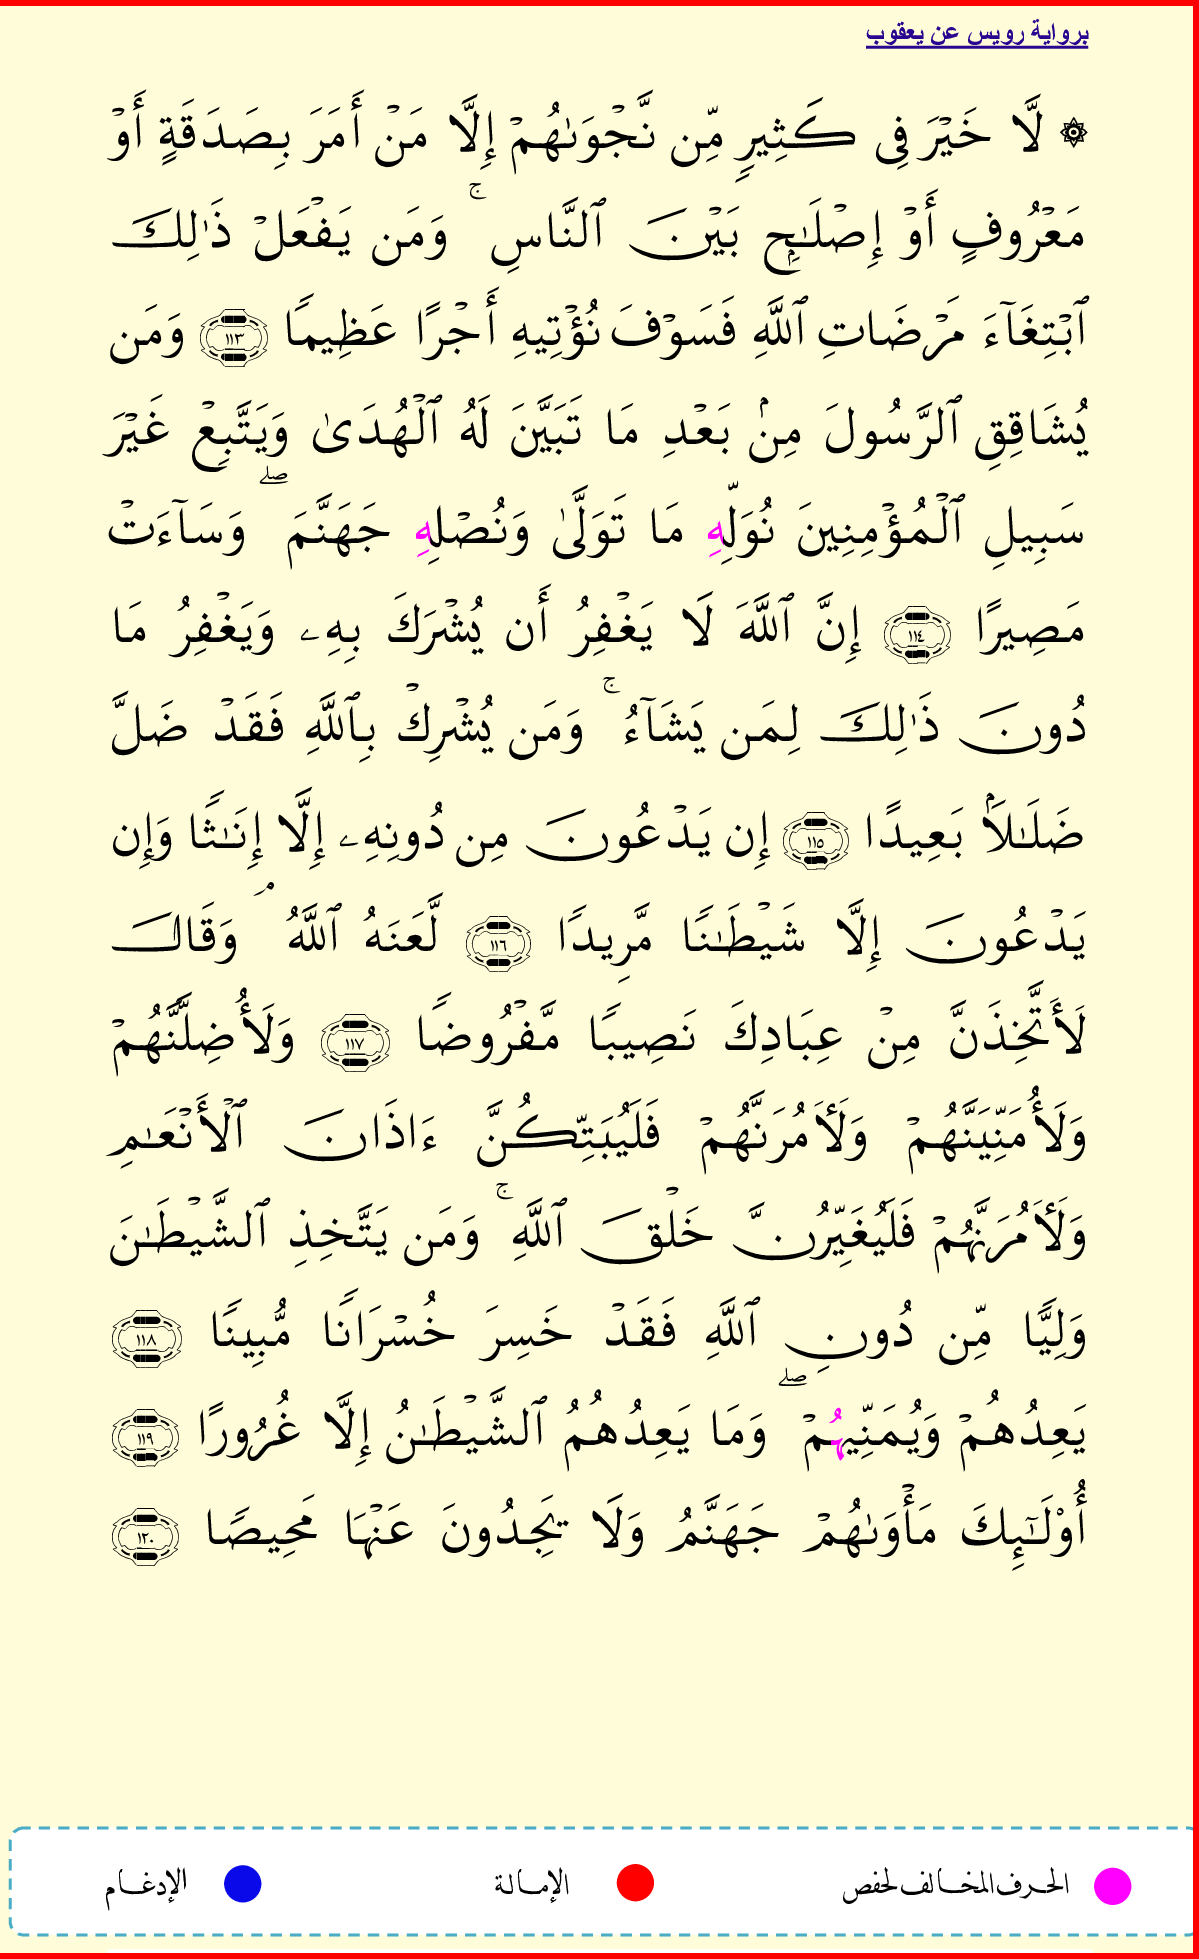 برواية رويس عن يعقوب
۞ لَّا خَيْرَ فِى كَثِيرٍ مِّن نَّجْوَىٰهُمْ إِلَّا مَنْ أَمَرَ بِصَدَقَةٍ أَوْ
مَعْرُوفٍ أَوْ إِصْلَـٰحٍۭ بَيْنَ ٱلنَّاسِ ۚ وَمَن يَفْعَلْ ذَٰلِكَ
ٱبْتِغَآءَ مَرْضَاتِ ٱللَّهِ فَسَوْفَ نُؤْتِيهِ أَجْرًا عَظِيمًا ١١٣ وَمَن
يُشَاقِقِ ٱلرَّسُولَ مِنۢ بَعْدِ مَا تَبَيَّنَ لَهُ ٱلْهُدَىٰ وَيَتَّبِعْ غَيْرَ
سَبِيلِ ٱلْمُؤْمِنِينَ نُوَلِّهِ مَا تَوَلَّىٰ وَنُصْلِهِ جَهَنَّمَ ۖ وَسَآءَتْ
مَصِيرًا ١١٤ إِنَّ ٱللَّهَ لَا يَغْفِرُ أَن يُشْرَكَ بِهِۦ وَيَغْفِرُ مَا
دُونَ ذَٰلِكَ لِمَن يَشَآءُ ۚ وَمَن يُشْرِكْ بِٱللَّهِ فَقَدْ ضَلَّ
ضَلَـٰلَۢا بَعِيدًا ١١٥ إِن يَدْعُونَ مِن دُونِهِۦ إِلَّا إِنَـٰثًا وَإِن
يَدْعُونَ إِلَّا شَيْطَـٰنًا مَّرِيدًا ١١٦ لَّعَنَهُ ٱللَّهُ ۘ وَقَالَ
لَأَتَّخِذَنَّ مِنْ عِبَادِكَ نَصِيبًا مَّفْرُوضًا ١١٧ وَلَأُضِلَّنَّهُمْ
وَلَأُمَنِّيَنَّهُمْ وَلَـَٔامُرَنَّهُمْ فَلَيُبَتِّكُنَّ ءَاذَانَ ٱلْأَنْعَـٰمِ
وَلَـَٔامُرَنَّهُمْ فَلَيُغَيِّرُنَّ خَلْقَ ٱللَّهِ ۚ وَمَن يَتَّخِذِ ٱلشَّيْطَـٰنَ
وَلِيًّا مِّن دُونِ ٱللَّهِ فَقَدْ خَسِرَ خُسْرَانًا مُّبِينًا ١١٨
يَعِدُهُمْ وَيُمَنِّيهُمْ ۖ وَمَا يَعِدُهُمُ ٱلشَّيْطَـٰنُ إِلَّا غُرُورًا ١١٩
أُوْلَـٰٓئِكَ مَأْوَىٰهُمْ جَهَنَّمُ وَلَا يَجِدُونَ عَنْهَا مَحِيصًا ١٢٠
الحرف المخالف لحفص الإمالة الإدغام